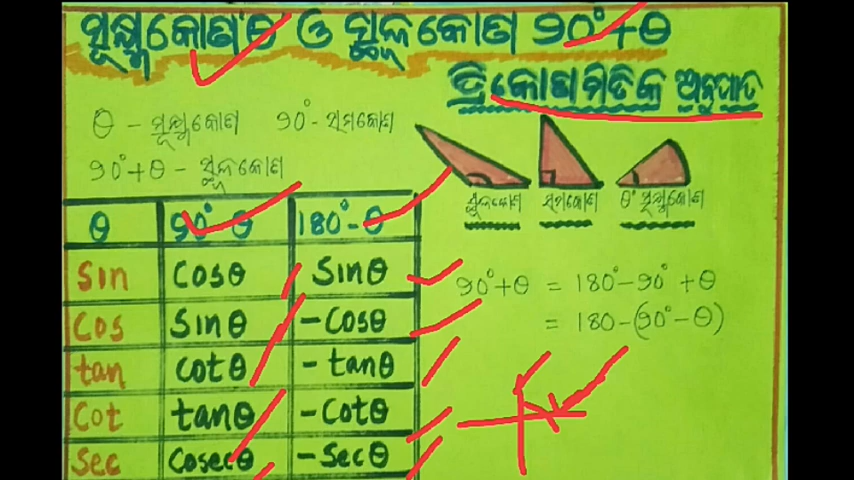 ସୂକ୍ଷ୍ମକୋଣ θ ଓ ସ୍ଥୂଳକୋଣ 90°+θ
ତ୍ରିକୋଣମିତିକ ଅନୁପାତ
θ - ସୂକ୍ଷ୍ମକୋଣ 90° - ସମକୋଣ
90°+θ - ସ୍ଥୂଳକୋଣ
ସ୍ଥୂଳକୋଣ ସମକୋଣ θ° ସୂକ୍ଷ୍ମକୋଣ
θ 90°-θ 180°-θ
Sin Cosθ Sinθ
Cos Sinθ -Cosθ
tan cotθ -tanθ
Cot tanθ -Cotθ
Sec Cosecθ -Secθ
90°+θ = 180°-90°+θ
= 180-(90°-θ)